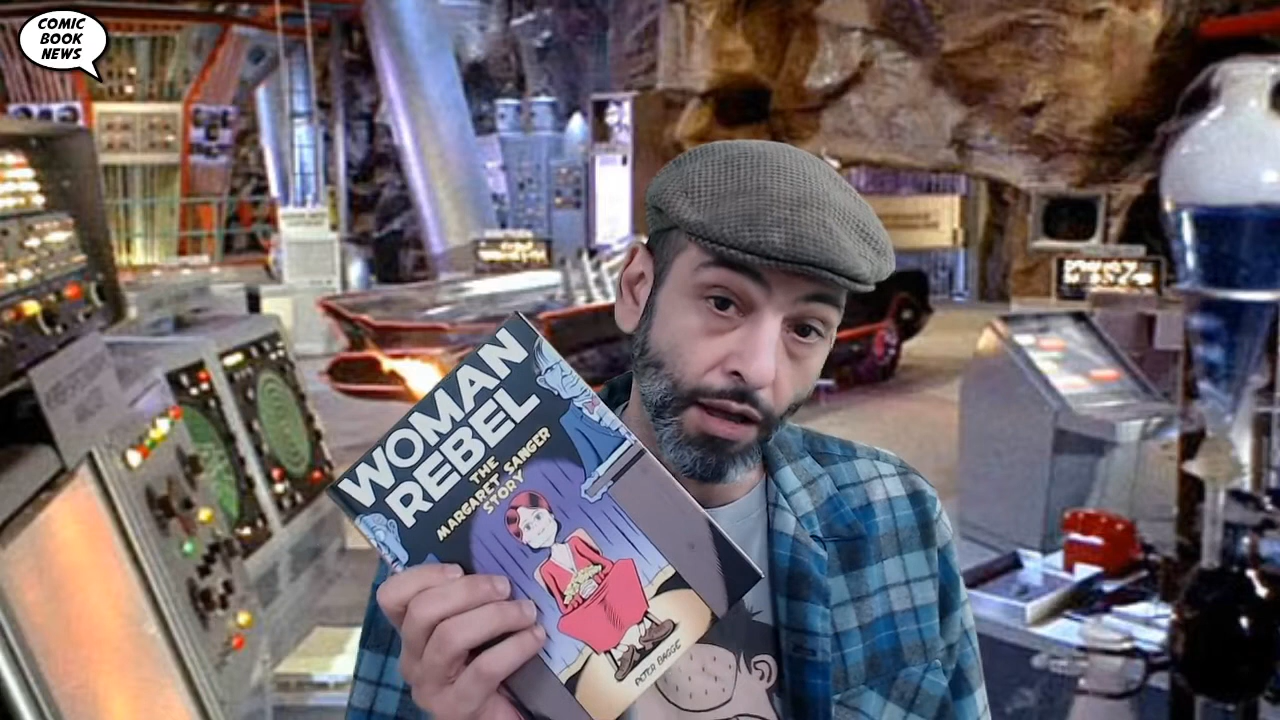 COMIC
BOOK
NEWS
WOMAN
REBEL
THE
MARGARET SANGER
STORY
PETER BAGGE